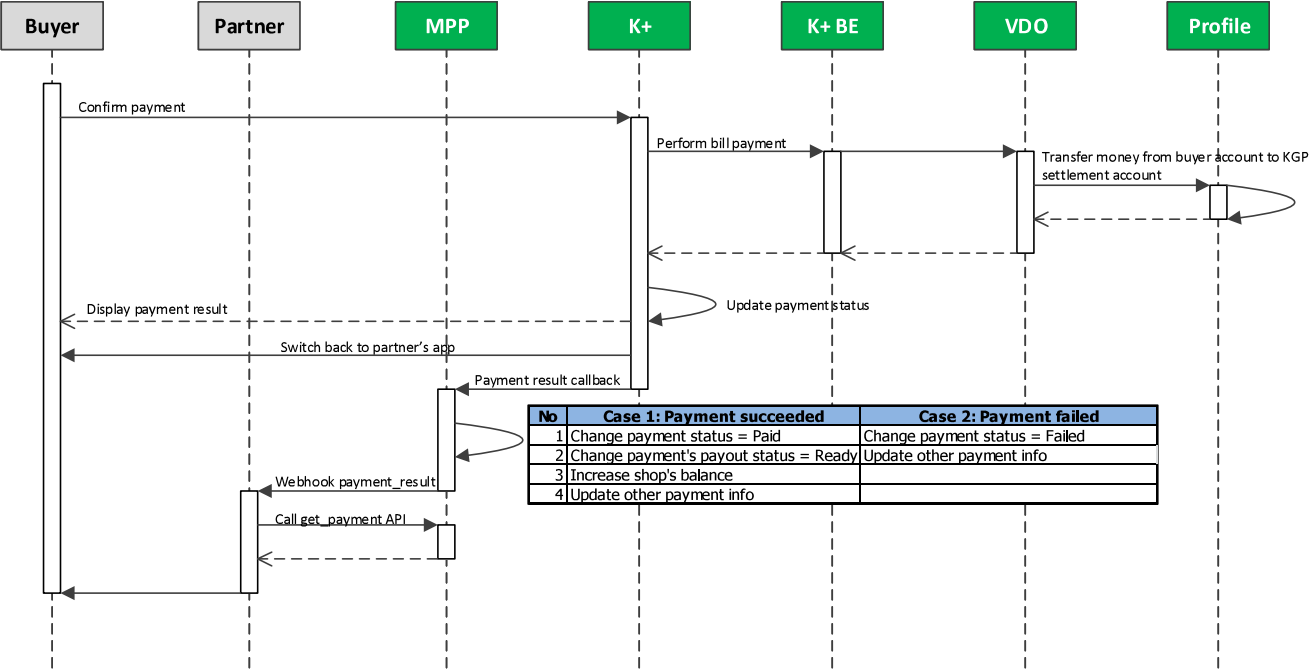 Buyer Partner MPP K+ K+ BE VDO Profile
Confirm payment
Perform bill payment
Transfer money from buyer account to KGP
settlement account
Update payment status
Display payment result
Switch back to partner’s app
Payment result callback
No Case 1: Payment succeeded Case 2: Payment failed
1 Change payment status = Paid Change payment status = Failed
2 Change payment's payout status = Ready Update other payment info
3 Increase shop's balance
4 Update other payment info
Webhook payment_result
Call get_payment API